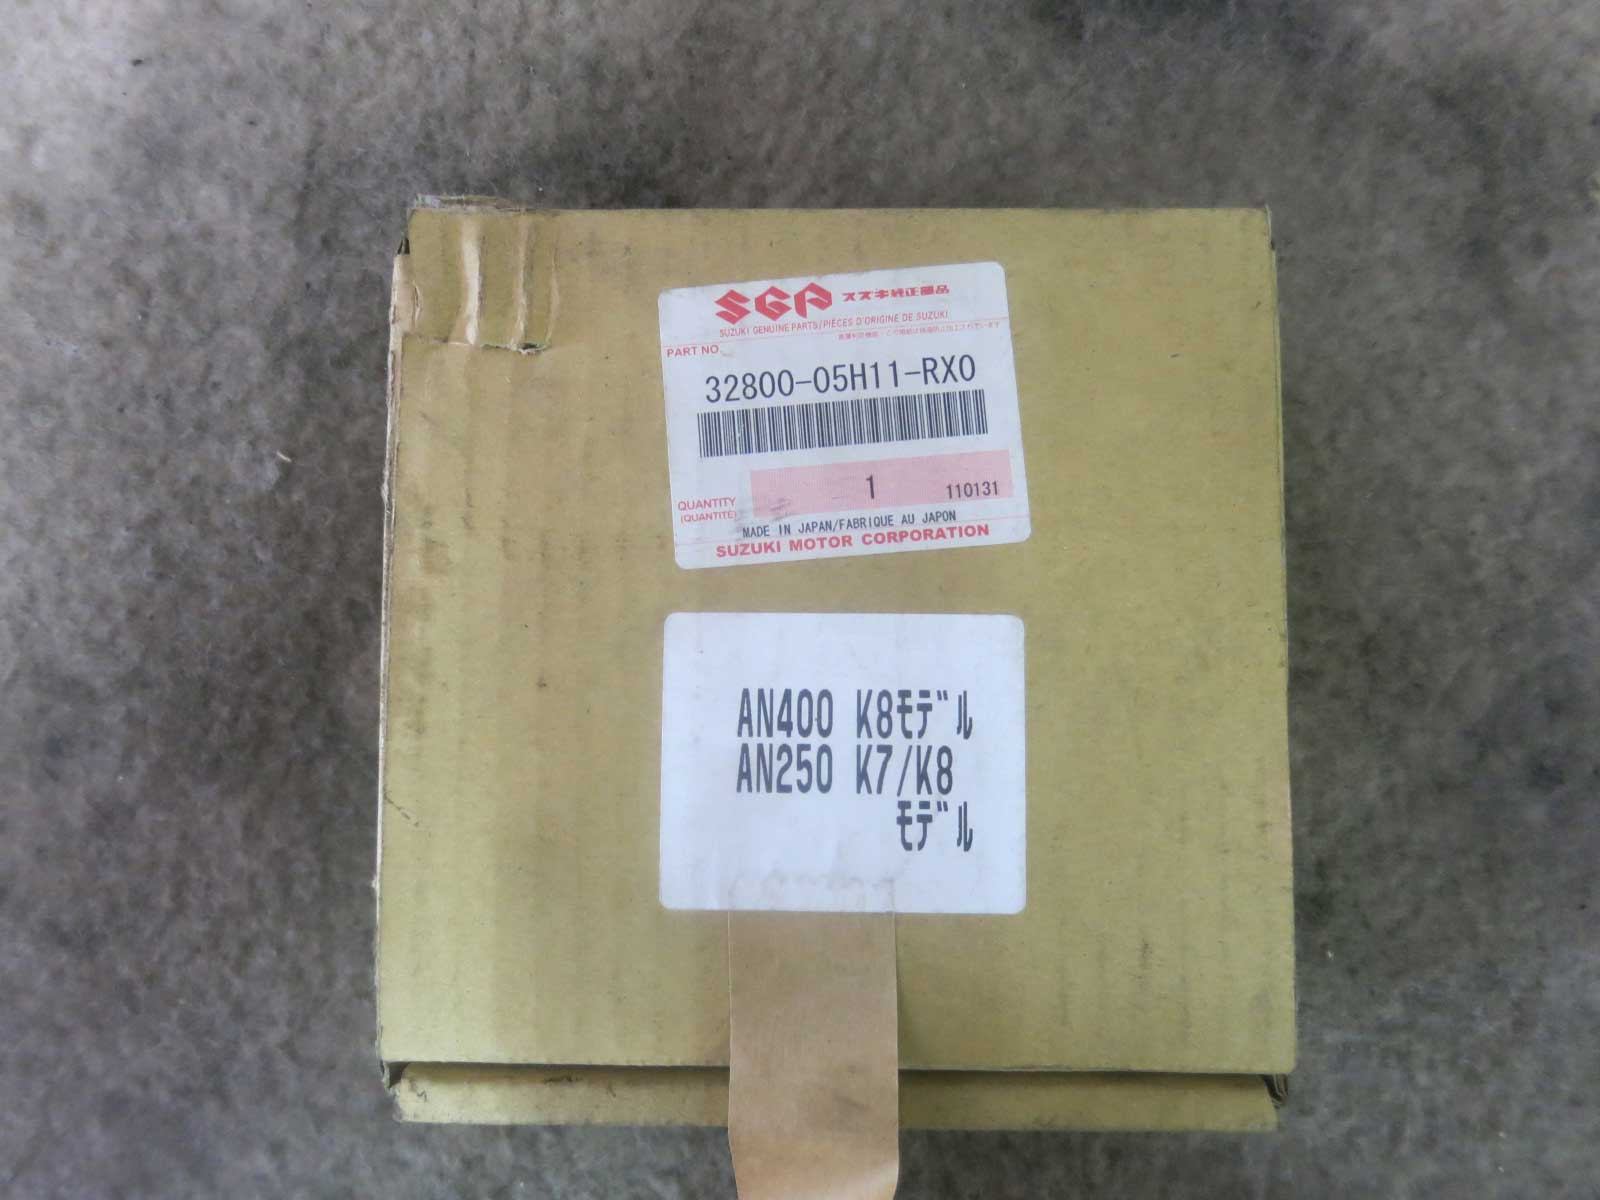 SGP スズキ純正部品
SUZUKI GENUINE PARTS/PIÈCES D'ORIGINE DE SUZUKI
PART NO.
32800-05H11-RX0
QUANTITY
(QUANTITÉ)
1
110131
MADE IN JAPAN/FABRIQUE AU JAPON
SUZUKI MOTOR CORPORATION
AN400 K8モデル
AN250 K7/K8
モデル